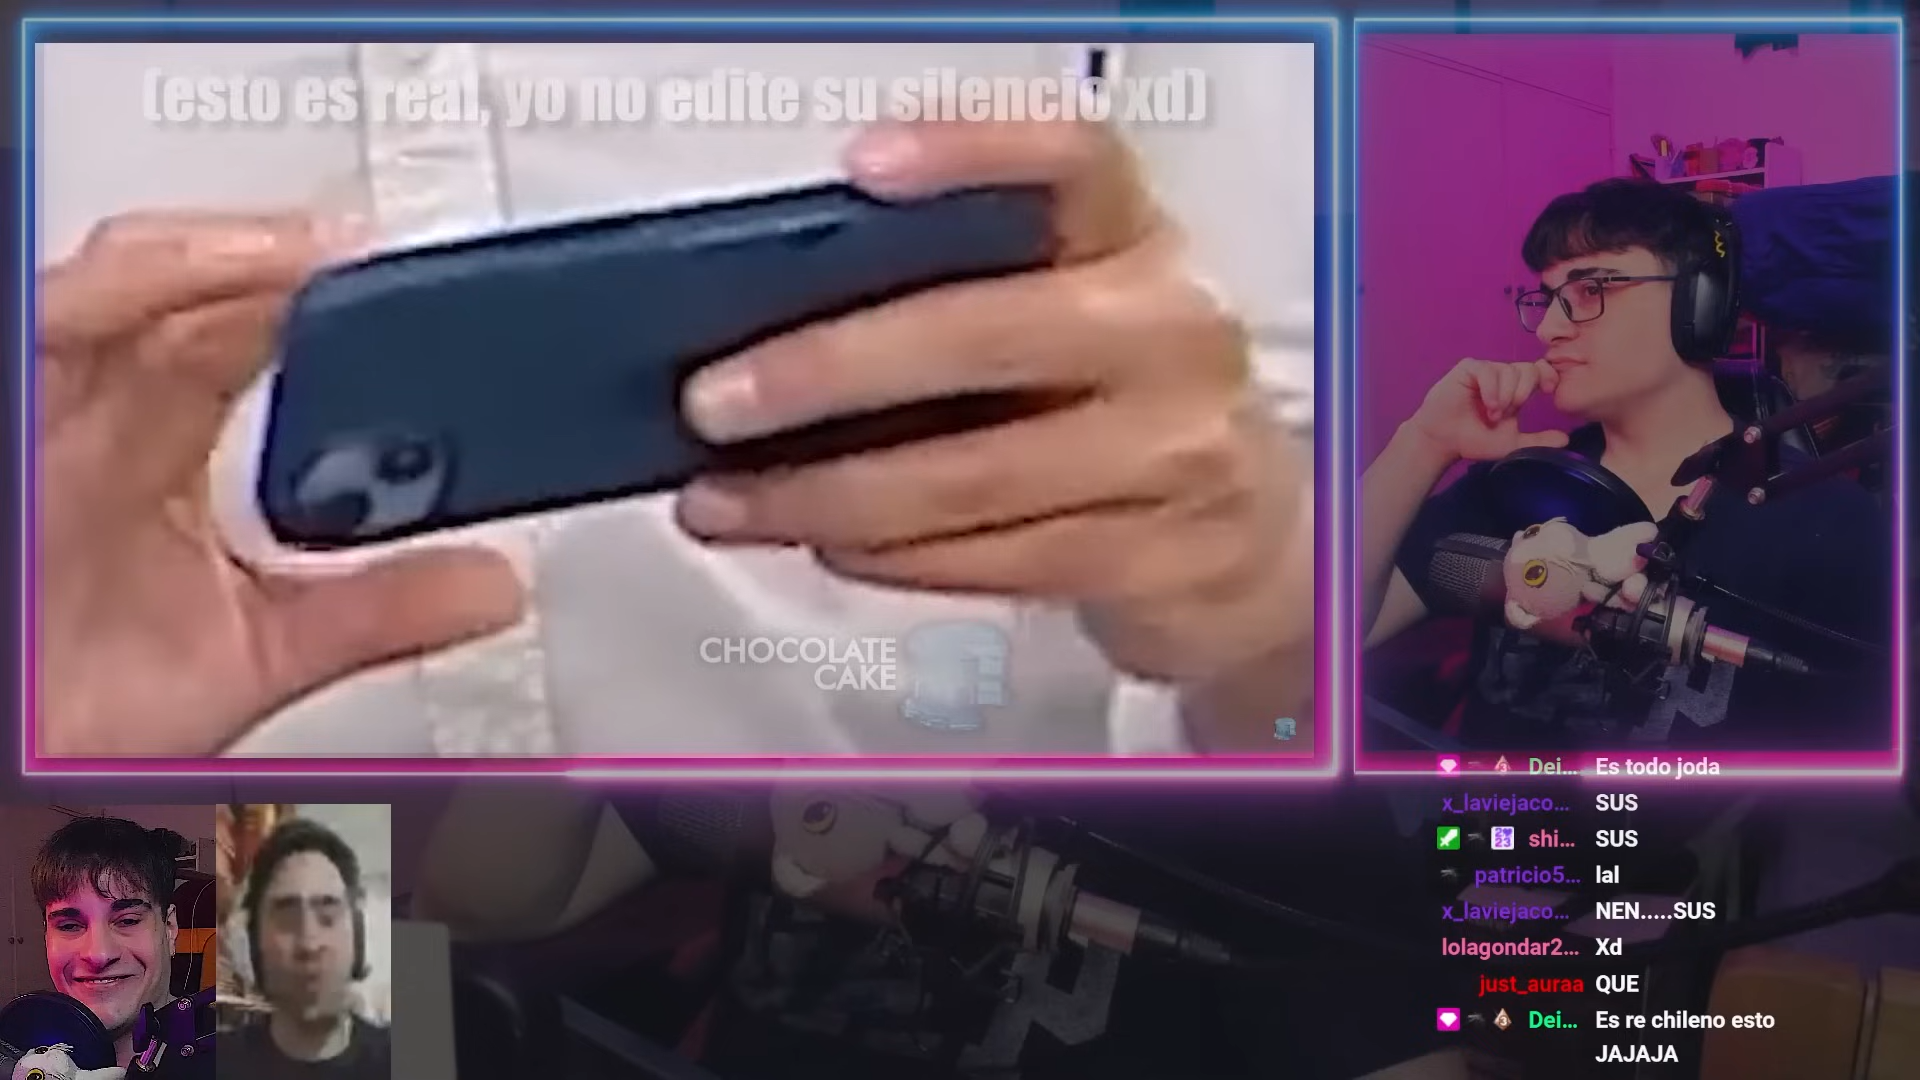 (esto es real, yo no edite su silencio xd)
CHOCOLATE
CAKE
Dei... Es todo joda
x_laviejaco... SUS
shi... SUS
patricio5... lal
x_laviejaco... NEN.....SUS
lolagondar2... Xd
just_auraa QUE
Dei... Es re chileno esto
JAJAJA